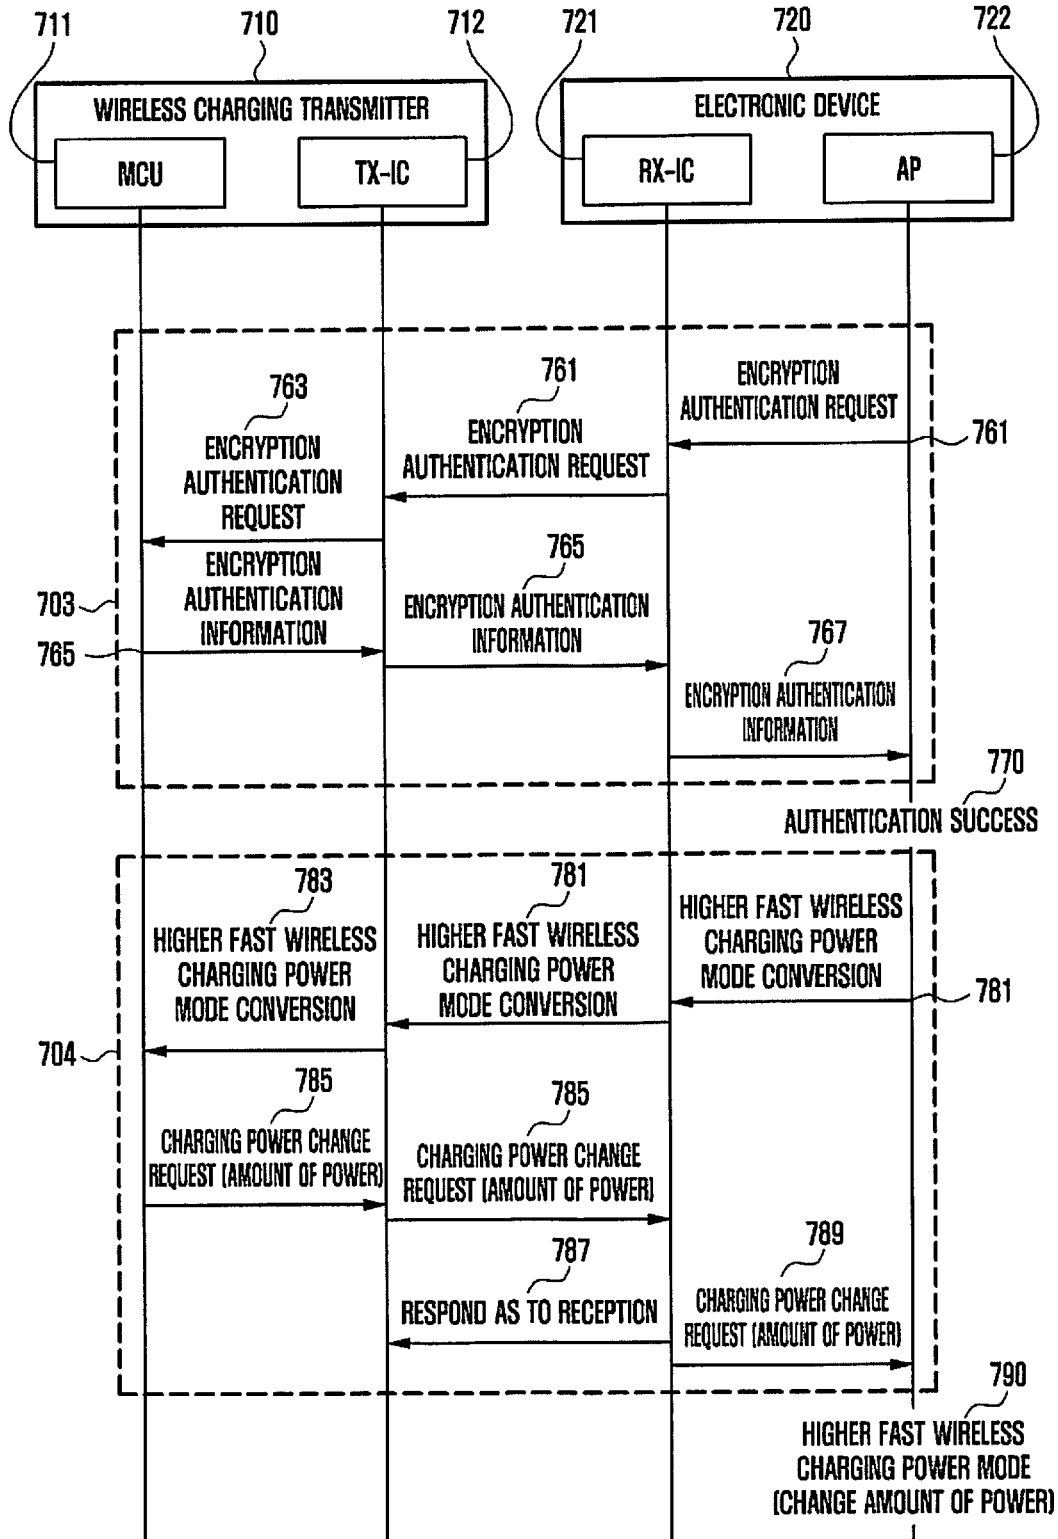 711
710
712
721
720
722
WIRELESS CHARGING TRANSMITTER
MCU
TX-IC
ELECTRONIC DEVICE
RX-IC
AP
ENCRYPTION
AUTHENTICATION REQUEST
761
761
ENCRYPTION
AUTHENTICATION REQUEST
763
ENCRYPTION
AUTHENTICATION
REQUEST
703
ENCRYPTION
AUTHENTICATION
INFORMATION
765
765
ENCRYPTION AUTHENTICATION
INFORMATION
767
ENCRYPTION AUTHENTICATION
INFORMATION
770
AUTHENTICATION SUCCESS
HIGHER FAST WIRELESS
CHARGING POWER
MODE CONVERSION
781
781
HIGHER FAST WIRELESS
CHARGING POWER
MODE CONVERSION
783
HIGHER FAST WIRELESS
CHARGING POWER
MODE CONVERSION
704
785
CHARGING POWER CHANGE
REQUEST (AMOUNT OF POWER)
785
CHARGING POWER CHANGE
REQUEST (AMOUNT OF POWER)
787
RESPOND AS TO RECEPTION
789
CHARGING POWER CHANGE
REQUEST (AMOUNT OF POWER)
790
HIGHER FAST WIRELESS
CHARGING POWER MODE
(CHANGE AMOUNT OF POWER)